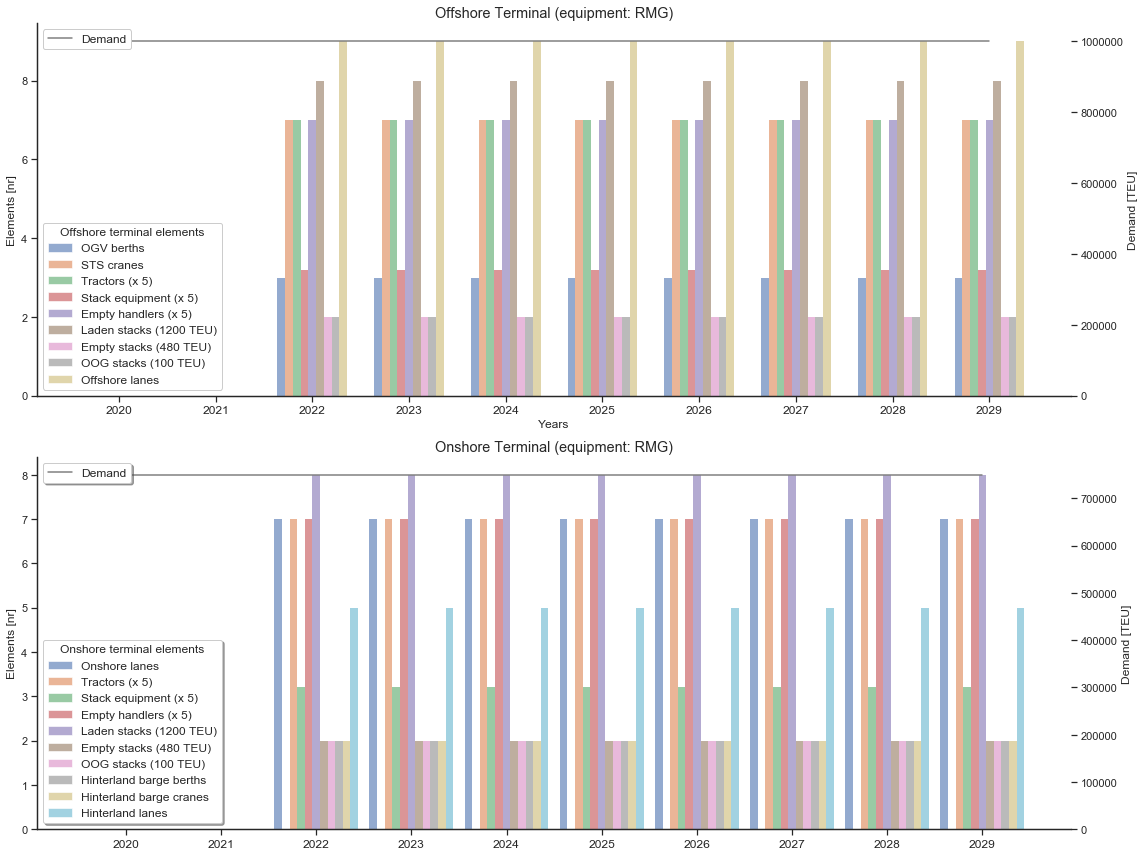 Offshore Terminal (equipment: RMG)
Demand
Elements [nr]
8
6
4
2
0
Offshore terminal elements
OGV berths
STS cranes
Tractors (x 5)
Stack equipment (x 5)
Empty handlers (x 5)
Laden stacks (1200 TEU)
Empty stacks (480 TEU)
OOG stacks (100 TEU)
Offshore lanes
1000000
800000
600000
400000
200000
0
Demand [TEU]
2020 2021 2022 2023 2024 2025 2026 2027 2028 2029
Years
Onshore Terminal (equipment: RMG)
Demand
Elements [nr]
8
7
6
5
4
3
2
1
0
Onshore terminal elements
Onshore lanes
Tractors (x 5)
Stack equipment (x 5)
Empty handlers (x 5)
Laden stacks (1200 TEU)
Empty stacks (480 TEU)
OOG stacks (100 TEU)
Hinterland barge berths
Hinterland barge cranes
Hinterland lanes
700000
600000
500000
400000
300000
200000
100000
0
Demand [TEU]
2020 2021 2022 2023 2024 2025 2026 2027 2028 2029